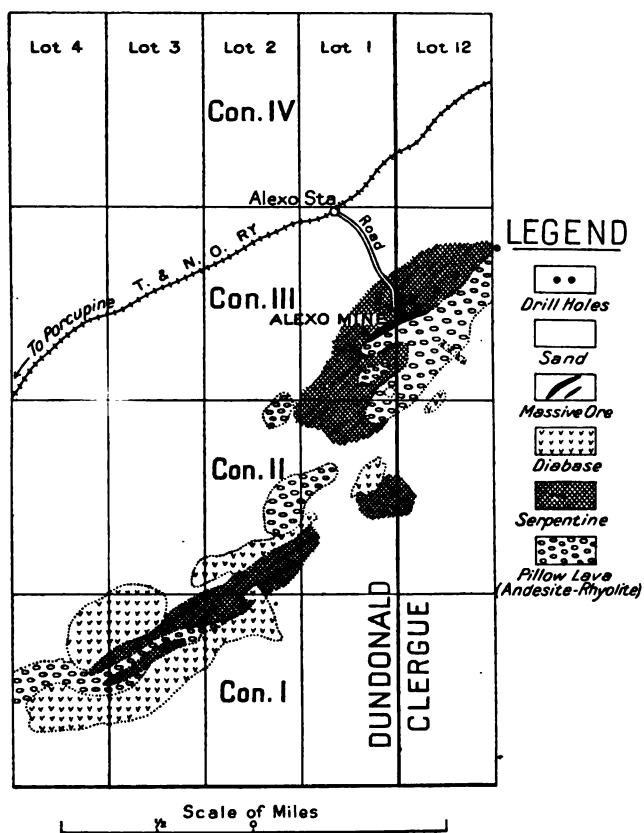 Lot 4 Lot 3 Lot 2 Lot 1 Lot 12
Con. IV
Alexo Sta.
Road
T. & N. O. RY
← To Porcupine
Con. III
ALEXO MINE
Con. II
Con. I
DUNDONALD
CLERGUE
LEGEND
Drill Holes
Sand
Massive Ore
Diabase
Serpentine
Pillow Lava
(Andesite-Rhyolite)
Scale of Miles
½ 0